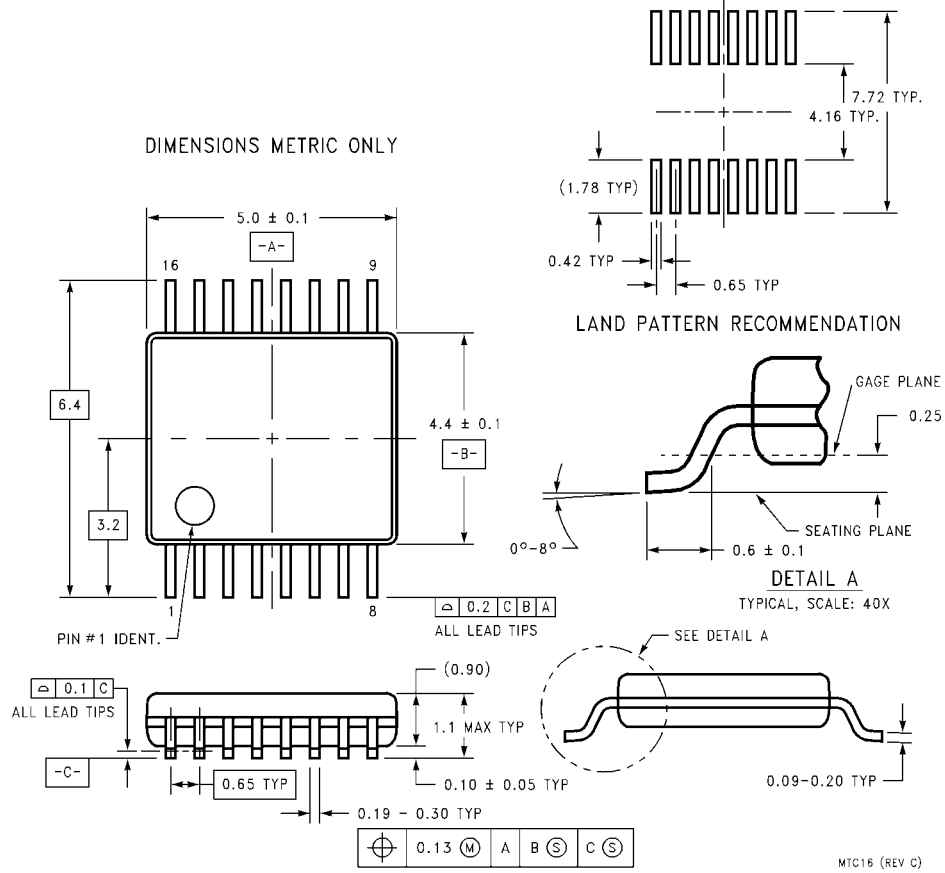 DIMENSIONS METRIC ONLY
5.0 ± 0.1
-A-
16
9
6.4
3.2
4.4 ± 0.1
-B-
1
8
PIN #1 IDENT.
⌓ 0.2 C B A
ALL LEAD TIPS
7.72 TYP.
4.16 TYP.
(1.78 TYP)
0.42 TYP
0.65 TYP
LAND PATTERN RECOMMENDATION
GAGE PLANE
0.25
SEATING PLANE
0°-8°
0.6 ± 0.1
DETAIL A
TYPICAL, SCALE: 40X
⌓ 0.1 C
ALL LEAD TIPS
-C-
(0.90)
1.1 MAX TYP
0.65 TYP
0.10 ± 0.05 TYP
0.19 - 0.30 TYP
⌖ 0.13 Ⓜ A B Ⓢ C Ⓢ
SEE DETAIL A
0.09-0.20 TYP
MTC16 (REV C)